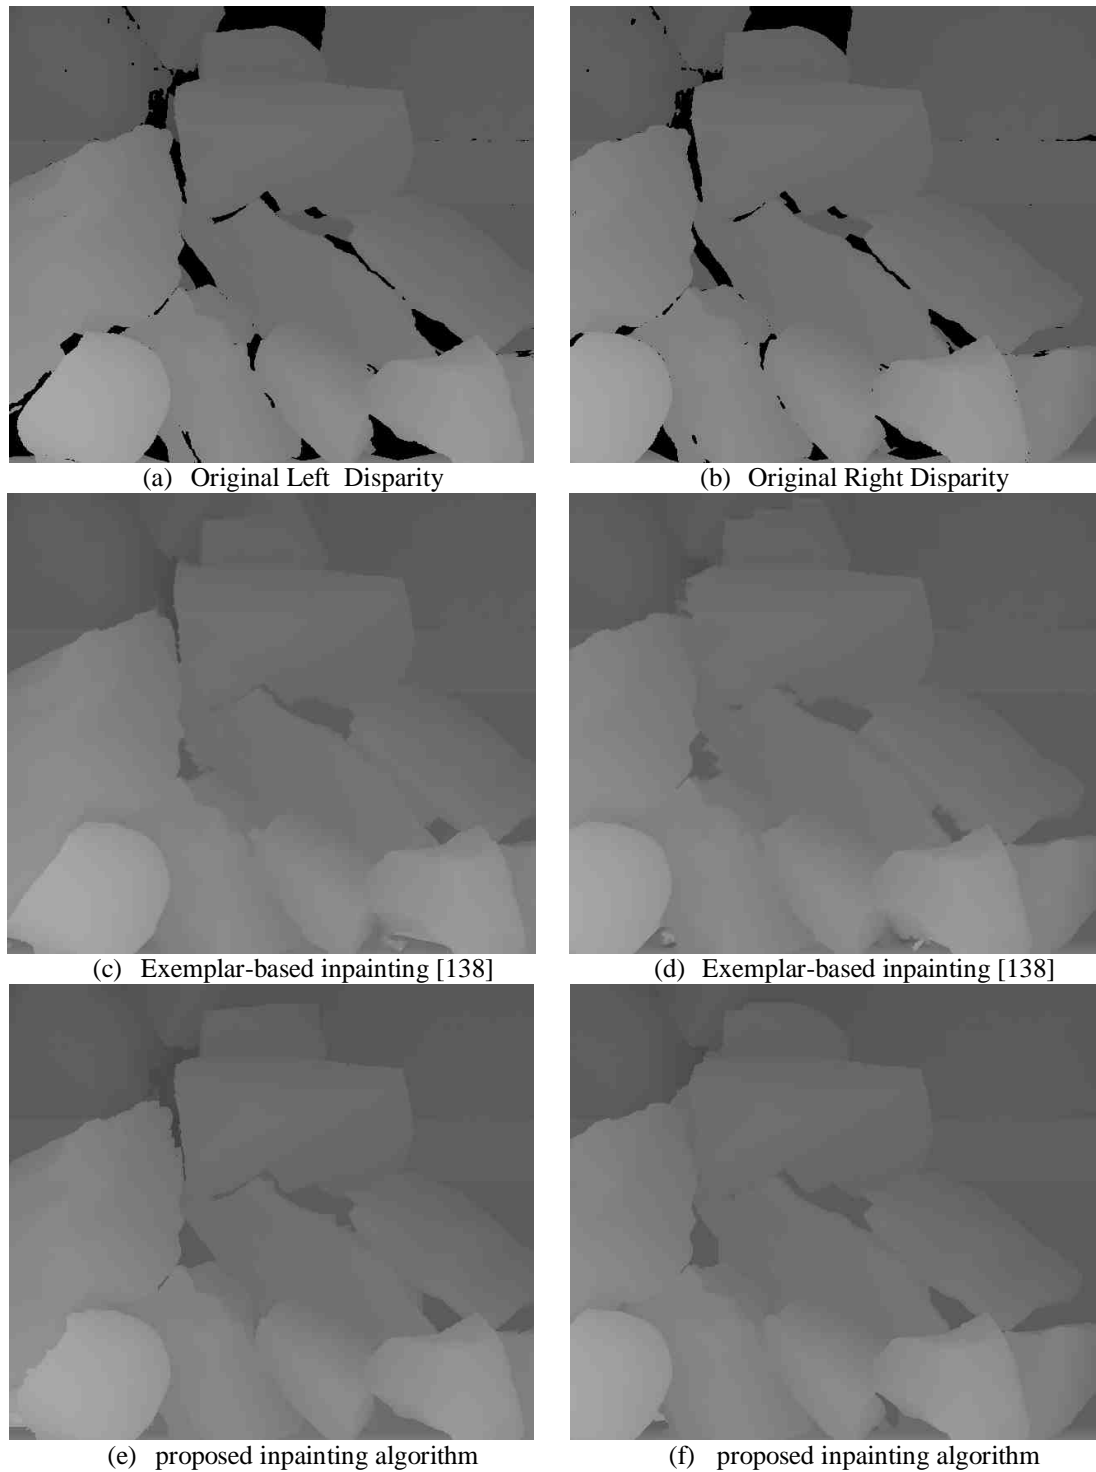 (a) Original Left Disparity
(b) Original Right Disparity
(c) Exemplar-based inpainting [138]
(d) Exemplar-based inpainting [138]
(e) proposed inpainting algorithm
(f) proposed inpainting algorithm